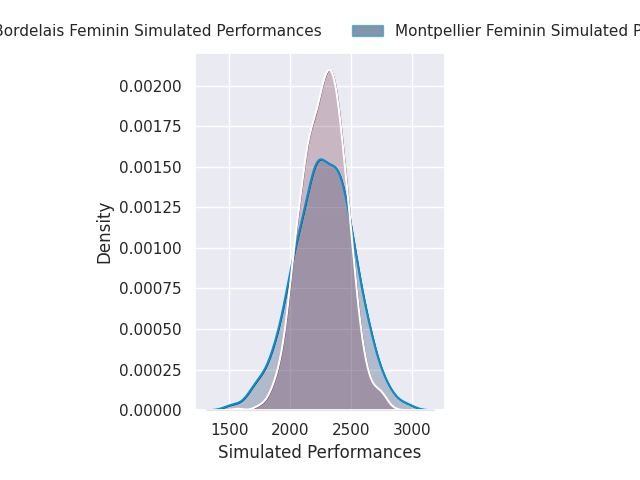 Bordelais Feminin Simulated Performances
Montpellier Feminin Simulated P
0.00200
0.00175
0.00150
0.00125
0.00100
0.00075
0.00050
0.00025
0.00000
Density
1500 2000 2500 3000
Simulated Performances